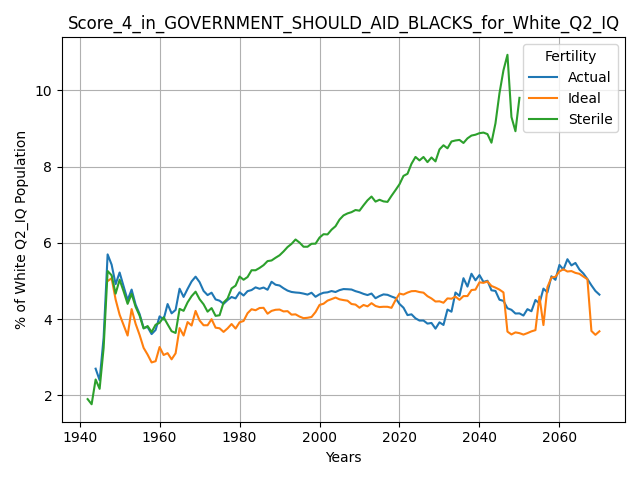 Score_4_in_GOVERNMENT_SHOULD_AID_BLACKS_for_White_Q2_IQ
% of White Q2_IQ Population
10
8
6
4
2
Fertility
Actual
Ideal
Sterile
1940 1960 1980 2000 2020 2040 2060
Years